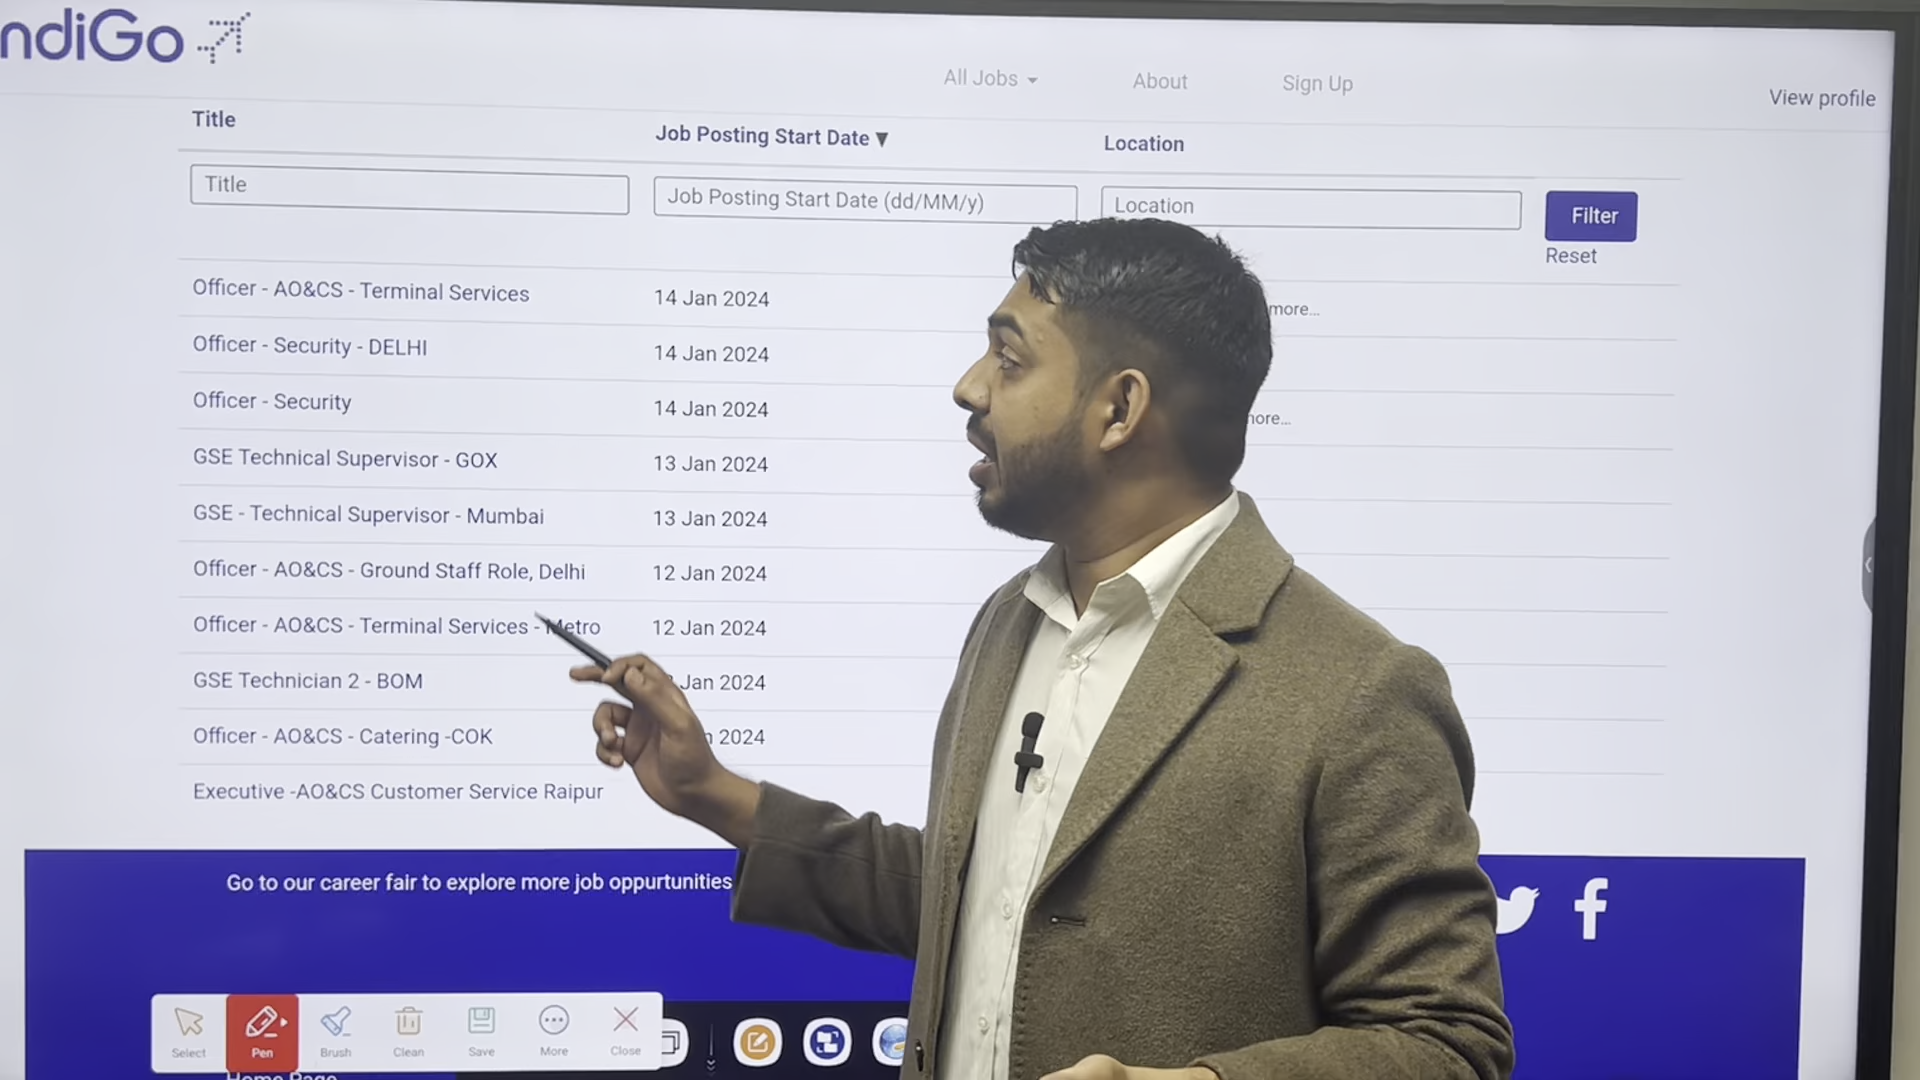 ndiGo
All Jobs
About
Sign Up
View profile
Title
Job Posting Start Date ▼
Location
Title
Job Posting Start Date (dd/MM/y)
Location
Filter
Reset
Officer - AO&CS - Terminal Services
14 Jan 2024
more...
Officer - Security - DELHI
14 Jan 2024
Officer - Security
14 Jan 2024
ore...
GSE Technical Supervisor - GOX
13 Jan 2024
GSE - Technical Supervisor - Mumbai
13 Jan 2024
Officer - AO&CS - Ground Staff Role, Delhi
12 Jan 2024
Officer - AO&CS - Terminal Services - Metro
12 Jan 2024
GSE Technician 2 - BOM
Jan 2024
Officer - AO&CS - Catering -COK
2024
Executive -AO&CS Customer Service Raipur
Go to our career fair to explore more job oppurtunities
Select
Pen
Brush
Clean
Save
More
Close
Home Page